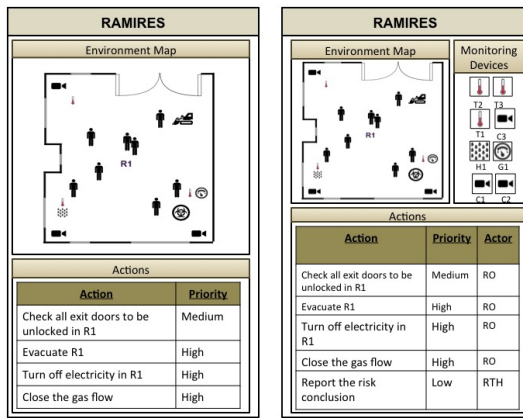 RAMIRES
Environment Map
R1
Actions
Action Priority
Check all exit doors to be
unlocked in R1
Medium
Evacuate R1 High
Turn off electricity in R1 High
Close the gas flow High
RAMIRES
Environment Map
R1
Monitoring
Devices
T2 T3
T1 C3
H1 G1
C1 C2
Actions
Action Priority Actor
Check all exit doors to be
unlocked in R1
Medium RO
Evacuate R1 High RO
Turn off electricity in
R1
High RO
Close the gas flow High RO
Report the risk
conclusion
Low RTH